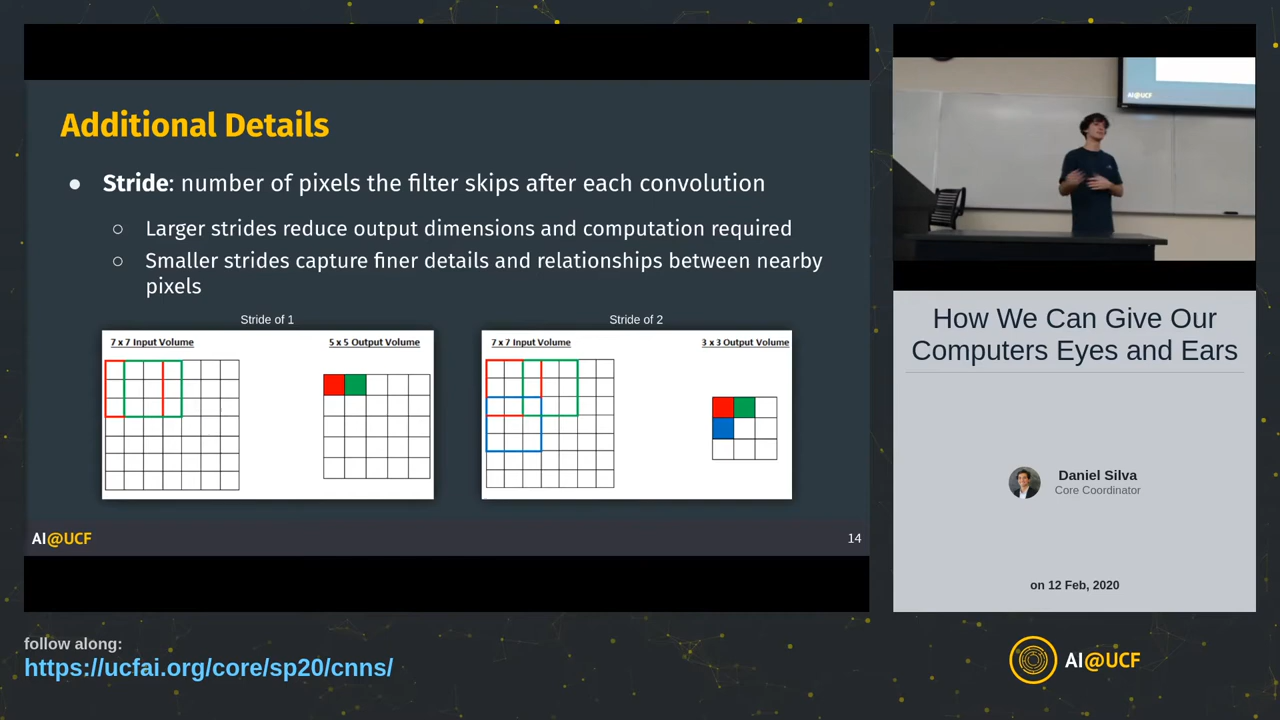 Additional Details
● Stride: number of pixels the filter skips after each convolution
○ Larger strides reduce output dimensions and computation required
○ Smaller strides capture finer details and relationships between nearby
pixels
Stride of 1
7 x 7 Input Volume
5 x 5 Output Volume
Stride of 2
7 x 7 Input Volume
3 x 3 Output Volume
AI@UCF
14
AI@UCF
How We Can Give Our
Computers Eyes and Ears
Daniel Silva
Core Coordinator
on 12 Feb, 2020
follow along:
https://ucfai.org/core/sp20/cnns/
AI@UCF